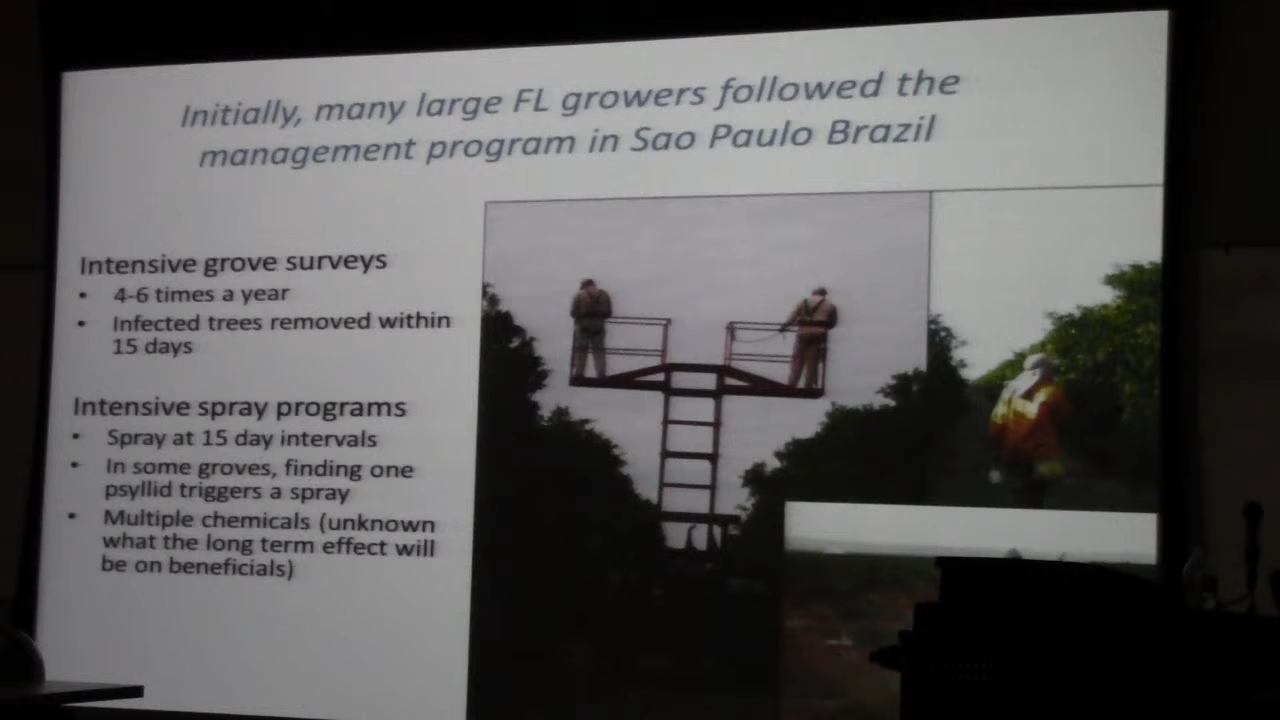 Initially, many large FL growers followed the
management program in Sao Paulo Brazil
Intensive grove surveys
• 4-6 times a year
• Infected trees removed within
15 days
Intensive spray programs
• Spray at 15 day intervals
• In some groves, finding one
psyllid triggers a spray
• Multiple chemicals (unknown
what the long term effect will
be on beneficials)